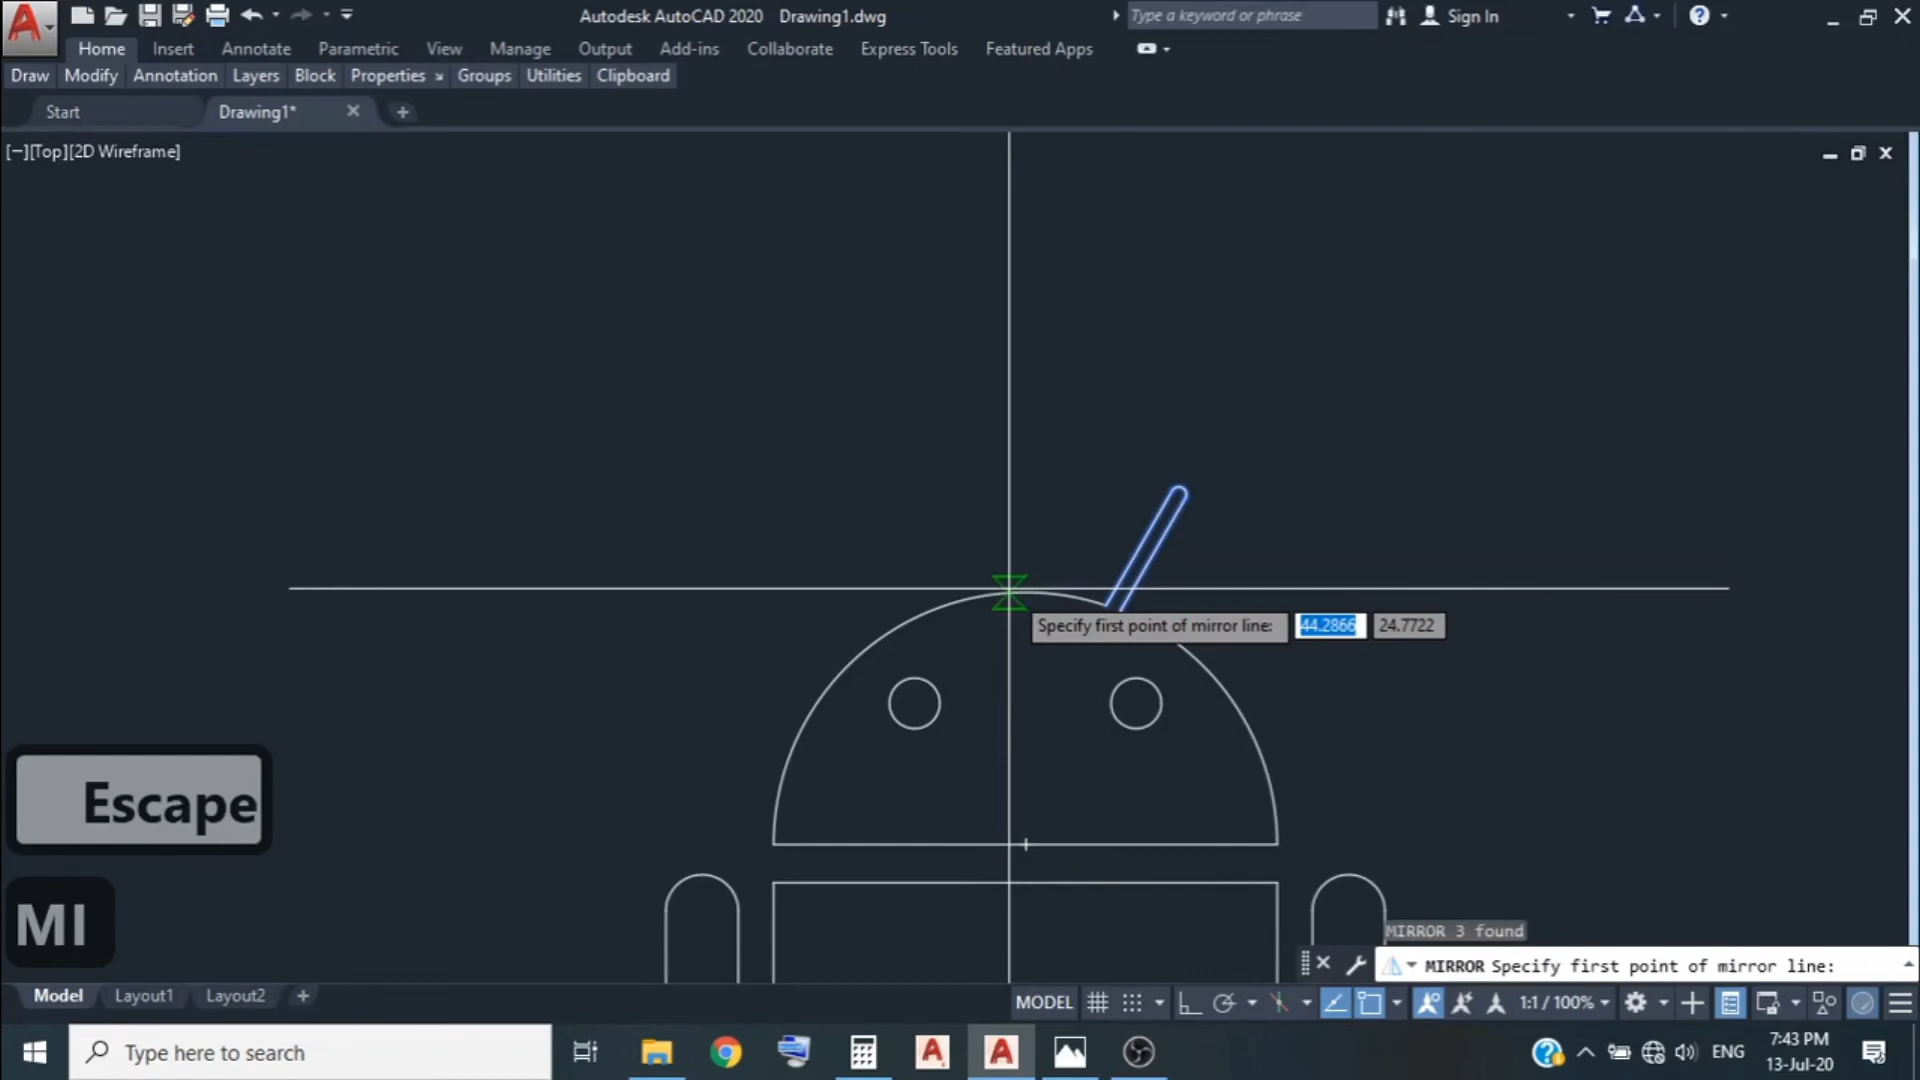 Autodesk AutoCAD 2020 Drawing1.dwg
Type a keyword or phrase
Sign In
Home Insert Annotate Parametric View Manage Output Add-ins Collaborate Express Tools Featured Apps
Draw Modify Annotation Layers Block Properties Groups Utilities Clipboard
Start Drawing1*
[−][Top][2D Wireframe]
Specify first point of mirror line: 44.2866 24.7722
Escape
MI
MIRROR 3 found
MIRROR Specify first point of mirror line:
Model Layout1 Layout2
MODEL 1:1 / 100%
Type here to search
ENG
7:43 PM
13-Jul-20